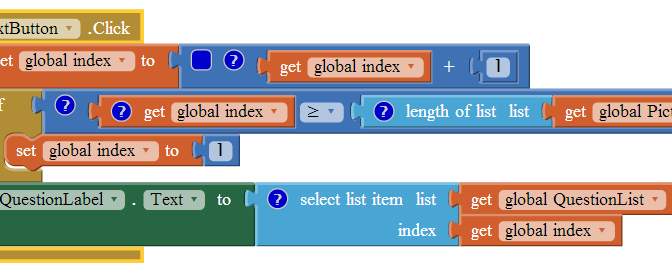 xtButton .Click
et global index to ? get global index + 1
f ? ? get global index ≥ length of list list get global Pic
set global index to 1
QuestionLabel . Text to ? select list item list get global QuestionList
index get global index